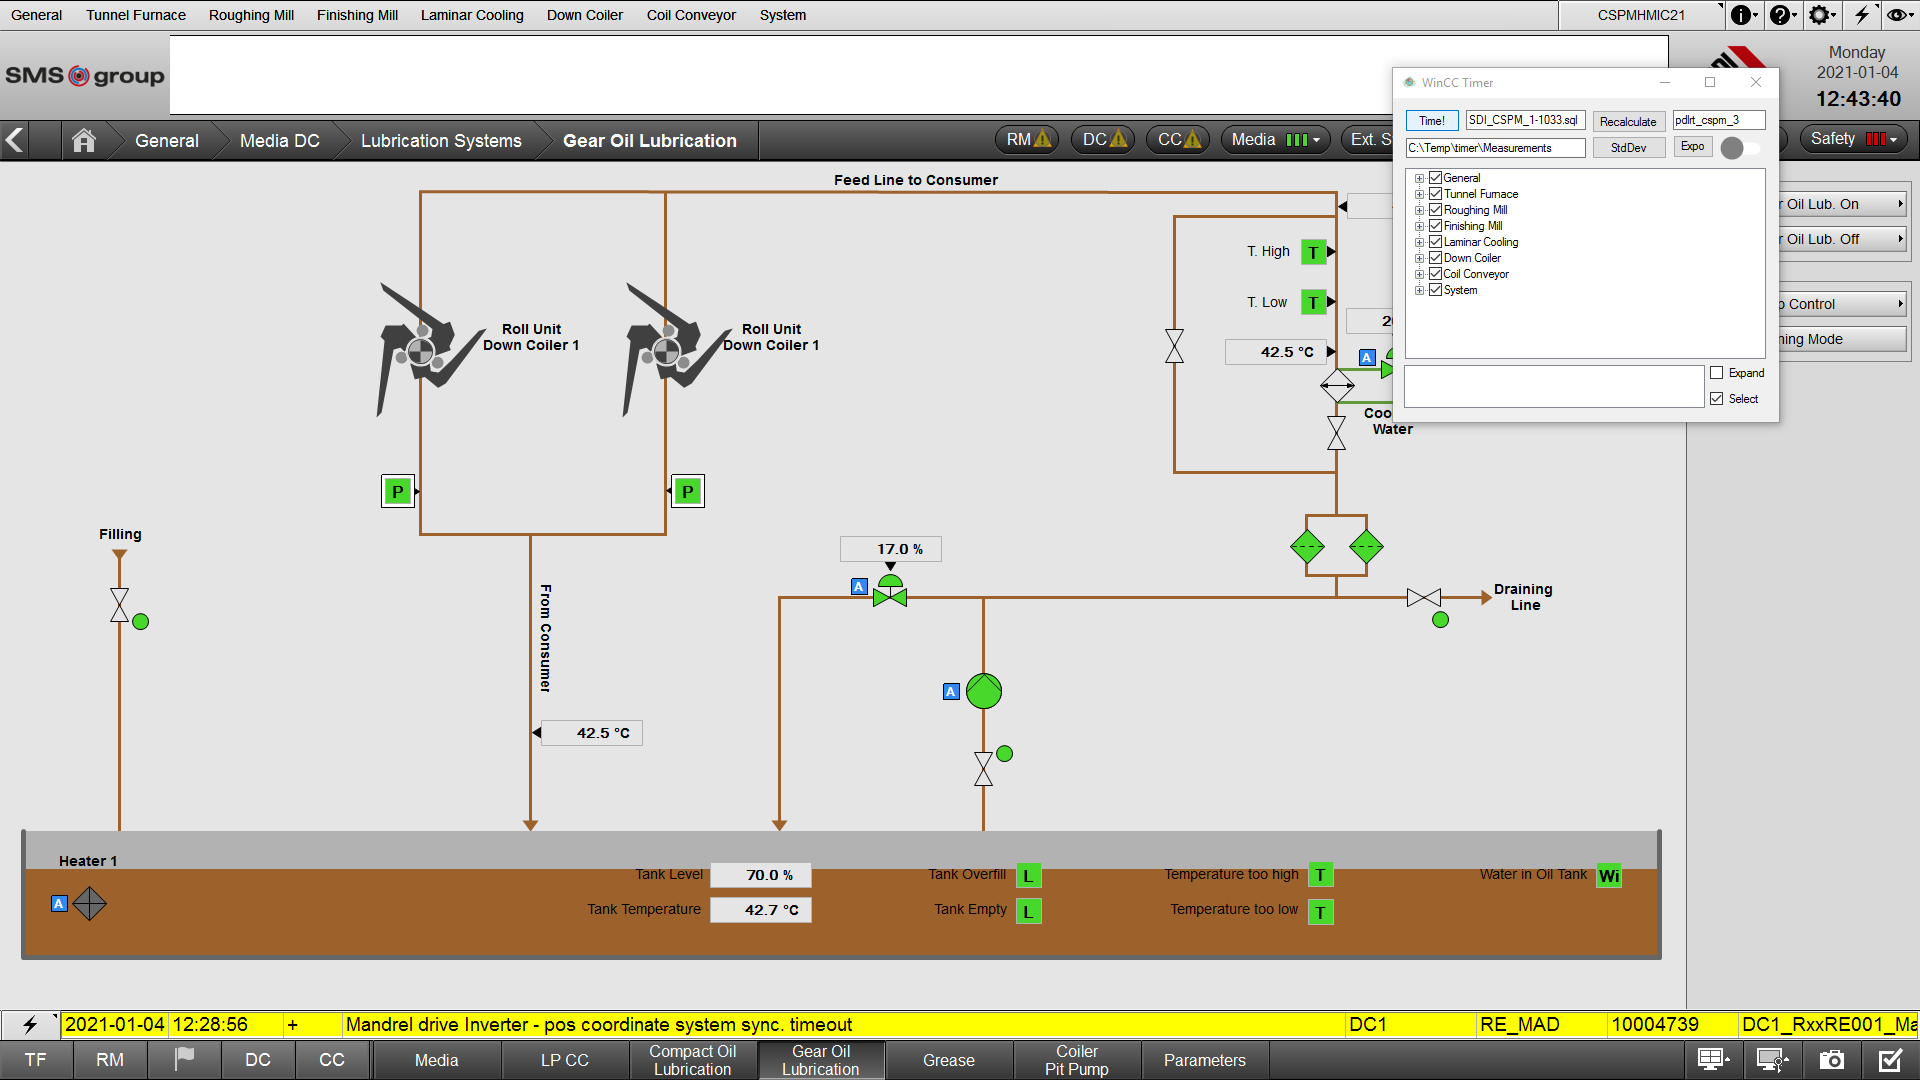 General Tunnel Furnace Roughing Mill Finishing Mill Laminar Cooling Down Coiler Coil Conveyor System CSPMHMIC21
SMS group
Monday
2021-01-04
12:43:40
WinCC Timer
Time! SDI_CSPM_1-1033.sql Recalculate pdlrt_cspm_3
C:\Temp\timer\Measurements StdDev Expo
General
Tunnel Furnace
Roughing Mill
Finishing Mill
Laminar Cooling
Down Coiler
Coil Conveyor
System
Expand
Select
General Media DC Lubrication Systems Gear Oil Lubrication RM DC CC Media Ext. S Safety
r Oil Lub. On
r Oil Lub. Off
p Control
ning Mode
Feed Line to Consumer
T. High T
T. Low T
20
42.5 °C A
Coo
Water
Roll Unit
Down Coiler 1
Roll Unit
Down Coiler 1
P P
Filling
17.0 %
A
Draining
Line
From Consumer
A
42.5 °C
Heater 1
A
Tank Level 70.0 % Tank Overfill L Temperature too high T Water in Oil Tank Wi
Tank Temperature 42.7 °C Tank Empty L Temperature too low T
2021-01-04 12:28:56 + Mandrel drive Inverter - pos coordinate system sync. timeout DC1 RE_MAD 10004739 DC1_RxxRE001_Ma
TF RM DC CC Media LP CC Compact Oil
Lubrication Gear Oil
Lubrication Grease Coiler
Pit Pump Parameters